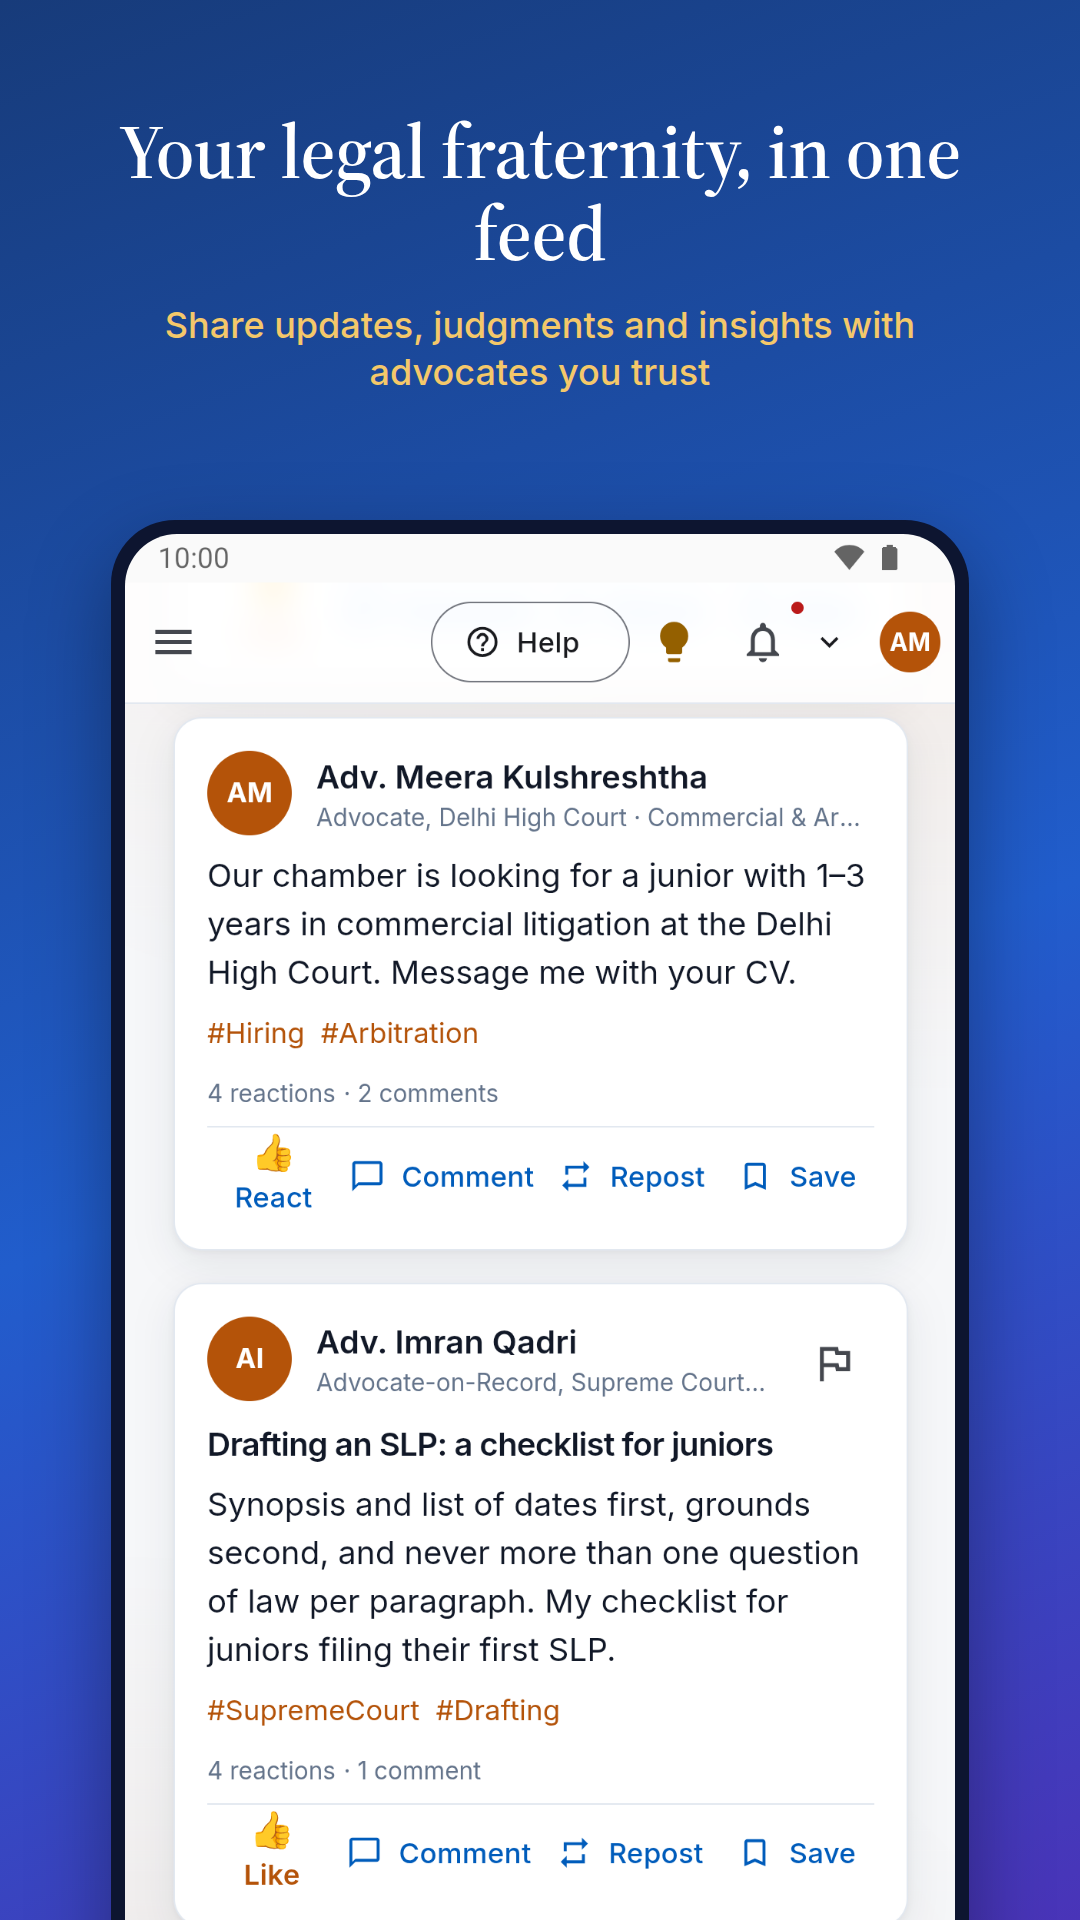 Your legal fraternity, in one
feed
Share updates, judgments and insights with
advocates you trust
10:00
Help
AM
AM
Adv. Meera Kulshreshtha
Advocate, Delhi High Court · Commercial & Ar...
Our chamber is looking for a junior with 1–3
years in commercial litigation at the Delhi
High Court. Message me with your CV.
#Hiring #Arbitration
4 reactions · 2 comments
React
Comment
Repost
Save
AI
Adv. Imran Qadri
Advocate-on-Record, Supreme Court...
Drafting an SLP: a checklist for juniors
Synopsis and list of dates first, grounds
second, and never more than one question
of law per paragraph. My checklist for
juniors filing their first SLP.
#SupremeCourt #Drafting
4 reactions · 1 comment
Like
Comment
Repost
Save